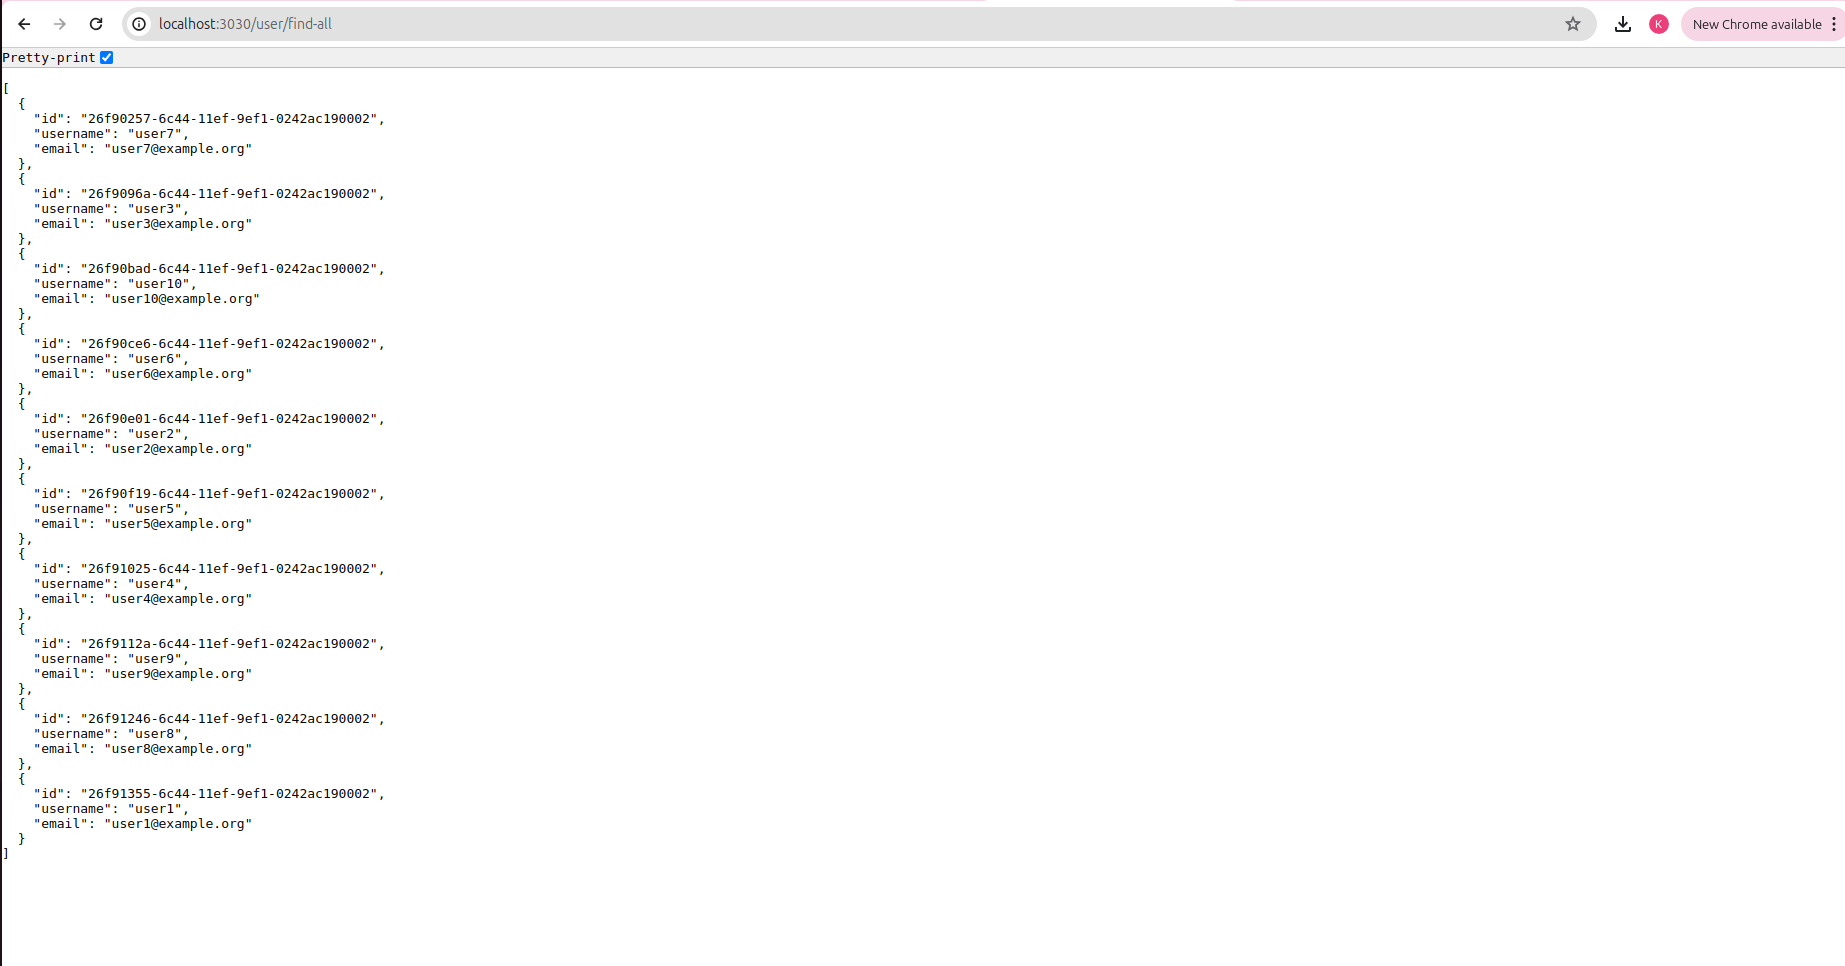 localhost:3030/user/find-all
K
New Chrome available
Pretty-print
[
  {
    "id": "26f90257-6c44-11ef-9ef1-0242ac190002",
    "username": "user7",
    "email": "user7@example.org"
  },
  {
    "id": "26f9096a-6c44-11ef-9ef1-0242ac190002",
    "username": "user3",
    "email": "user3@example.org"
  },
  {
    "id": "26f90bad-6c44-11ef-9ef1-0242ac190002",
    "username": "user10",
    "email": "user10@example.org"
  },
  {
    "id": "26f90ce6-6c44-11ef-9ef1-0242ac190002",
    "username": "user6",
    "email": "user6@example.org"
  },
  {
    "id": "26f90e01-6c44-11ef-9ef1-0242ac190002",
    "username": "user2",
    "email": "user2@example.org"
  },
  {
    "id": "26f90f19-6c44-11ef-9ef1-0242ac190002",
    "username": "user5",
    "email": "user5@example.org"
  },
  {
    "id": "26f91025-6c44-11ef-9ef1-0242ac190002",
    "username": "user4",
    "email": "user4@example.org"
  },
  {
    "id": "26f9112a-6c44-11ef-9ef1-0242ac190002",
    "username": "user9",
    "email": "user9@example.org"
  },
  {
    "id": "26f91246-6c44-11ef-9ef1-0242ac190002",
    "username": "user8",
    "email": "user8@example.org"
  },
  {
    "id": "26f91355-6c44-11ef-9ef1-0242ac190002",
    "username": "user1",
    "email": "user1@example.org"
  }
]